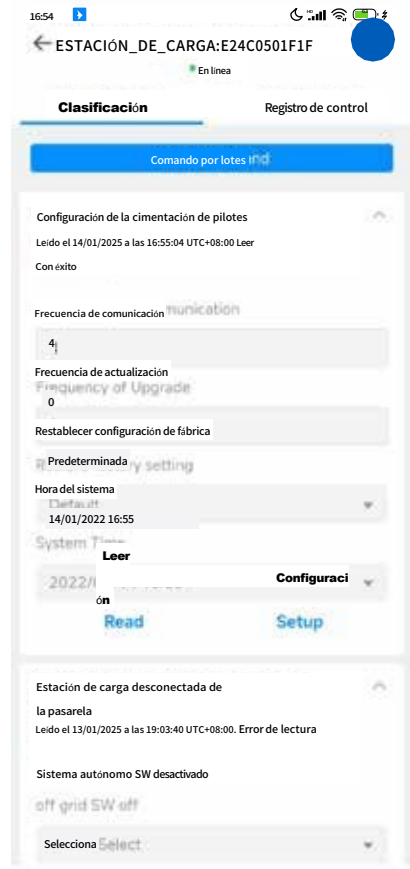 16:54
ESTACIÓN_DE_CARGA:E24C0501F1F
En línea
Clasificación
Registro de control
Comando por lotes
Configuración de la cimentación de pilotes
Leído el 14/01/2025 a las 16:55:04 UTC+08:00 Leer
Con éxito
Frecuencia de comunicación
4
Frecuencia de actualización
Frequency of Upgrade
0
Restablecer configuración de fábrica
Predeterminada
setting
Hora del sistema
Default
14/01/2022 16:55
System
Leer
2022/
Configuraci
ón
Read
Setup
Estación de carga desconectada de
la pasarela
Leído el 13/01/2025 a las 19:03:40 UTC+08:00. Error de lectura
Sistema autónomo SW desactivado
off grid SW off
Selecciona Select